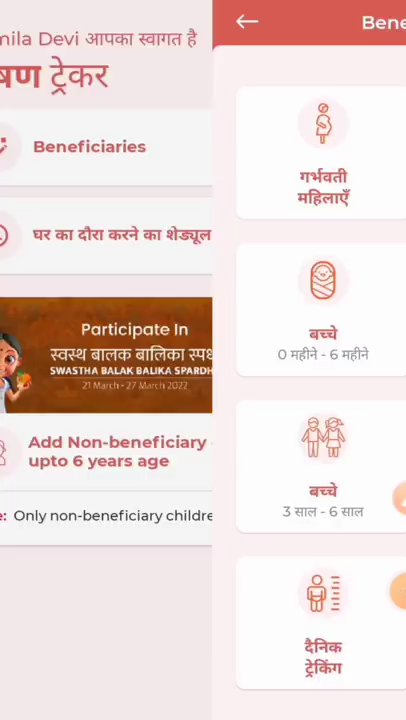 mila Devi आपका स्वागत है
षण ट्रेकर
Beneficiaries
घर का दौरा करने का शेड्यूल
Participate In
स्वस्थ बालक बालिका स्पर्ध
SWASTHA BALAK BALIKA SPARDH
21 March - 27 March 2022
Add Non-beneficiary
upto 6 years age
e: Only non-beneficiary childre
Bene
गर्भवती
महिलाएँ
बच्चे
0 महीने - 6 महीने
बच्चे
3 साल - 6 साल
दैनिक
ट्रेकिंग